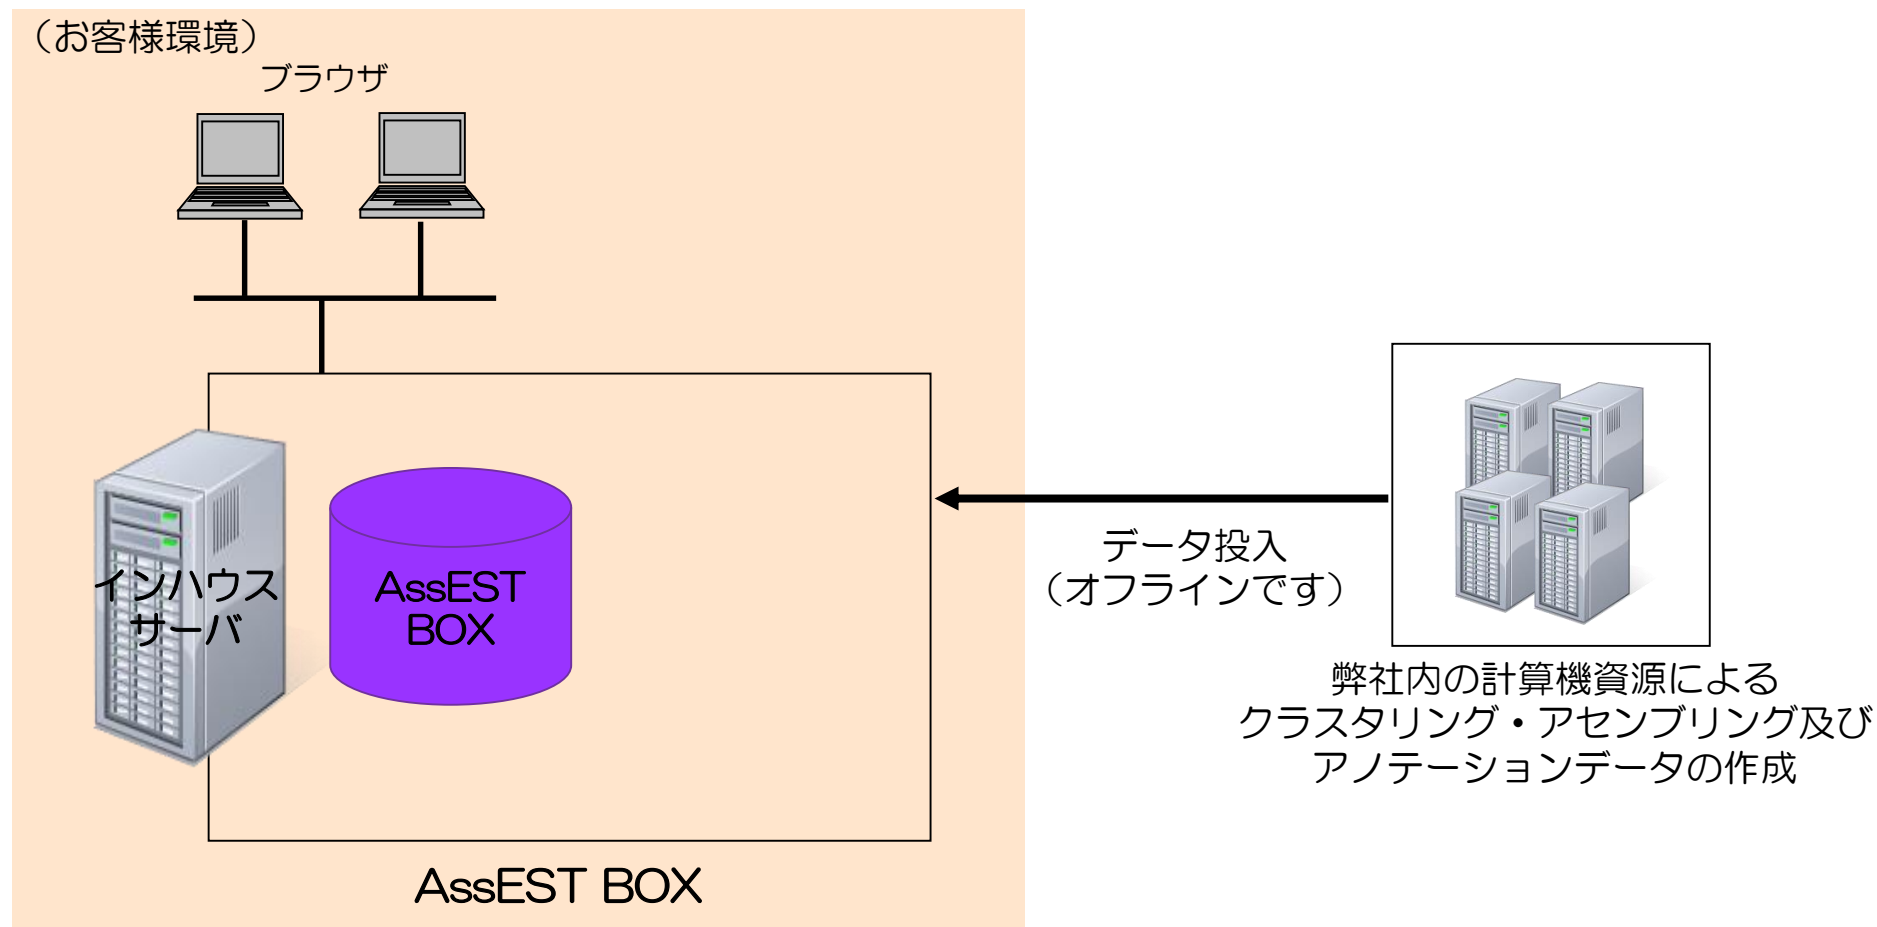 （お客様環境）
ブラウザ
インハウス
サーバ
AssEST
BOX
AssEST BOX
データ投入
（オフラインです）
弊社内の計算機資源による
クラスタリング・アセンブリング及び
アノテーションデータの作成